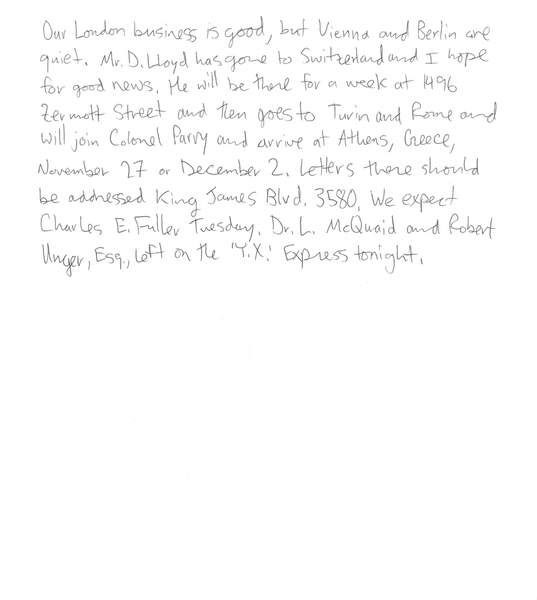 Our London business is good, but Vienna and Berlin are
quiet. Mr. D. Lloyd has gone to Switzerland and I hope
for good news. He will be there for a week at 1496
Zermott Street and then goes to Turin and Rome and
will join Colonel Parry and arrive at Athens, Greece,
November 27 or December 2. Letters there should
be addressed King James Blvd. 3580. We expect
Charles E. Fuller Tuesday. Dr. L. McQuaid and Robert
Unger, Esq., left on the 'Y.X.' Express tonight.